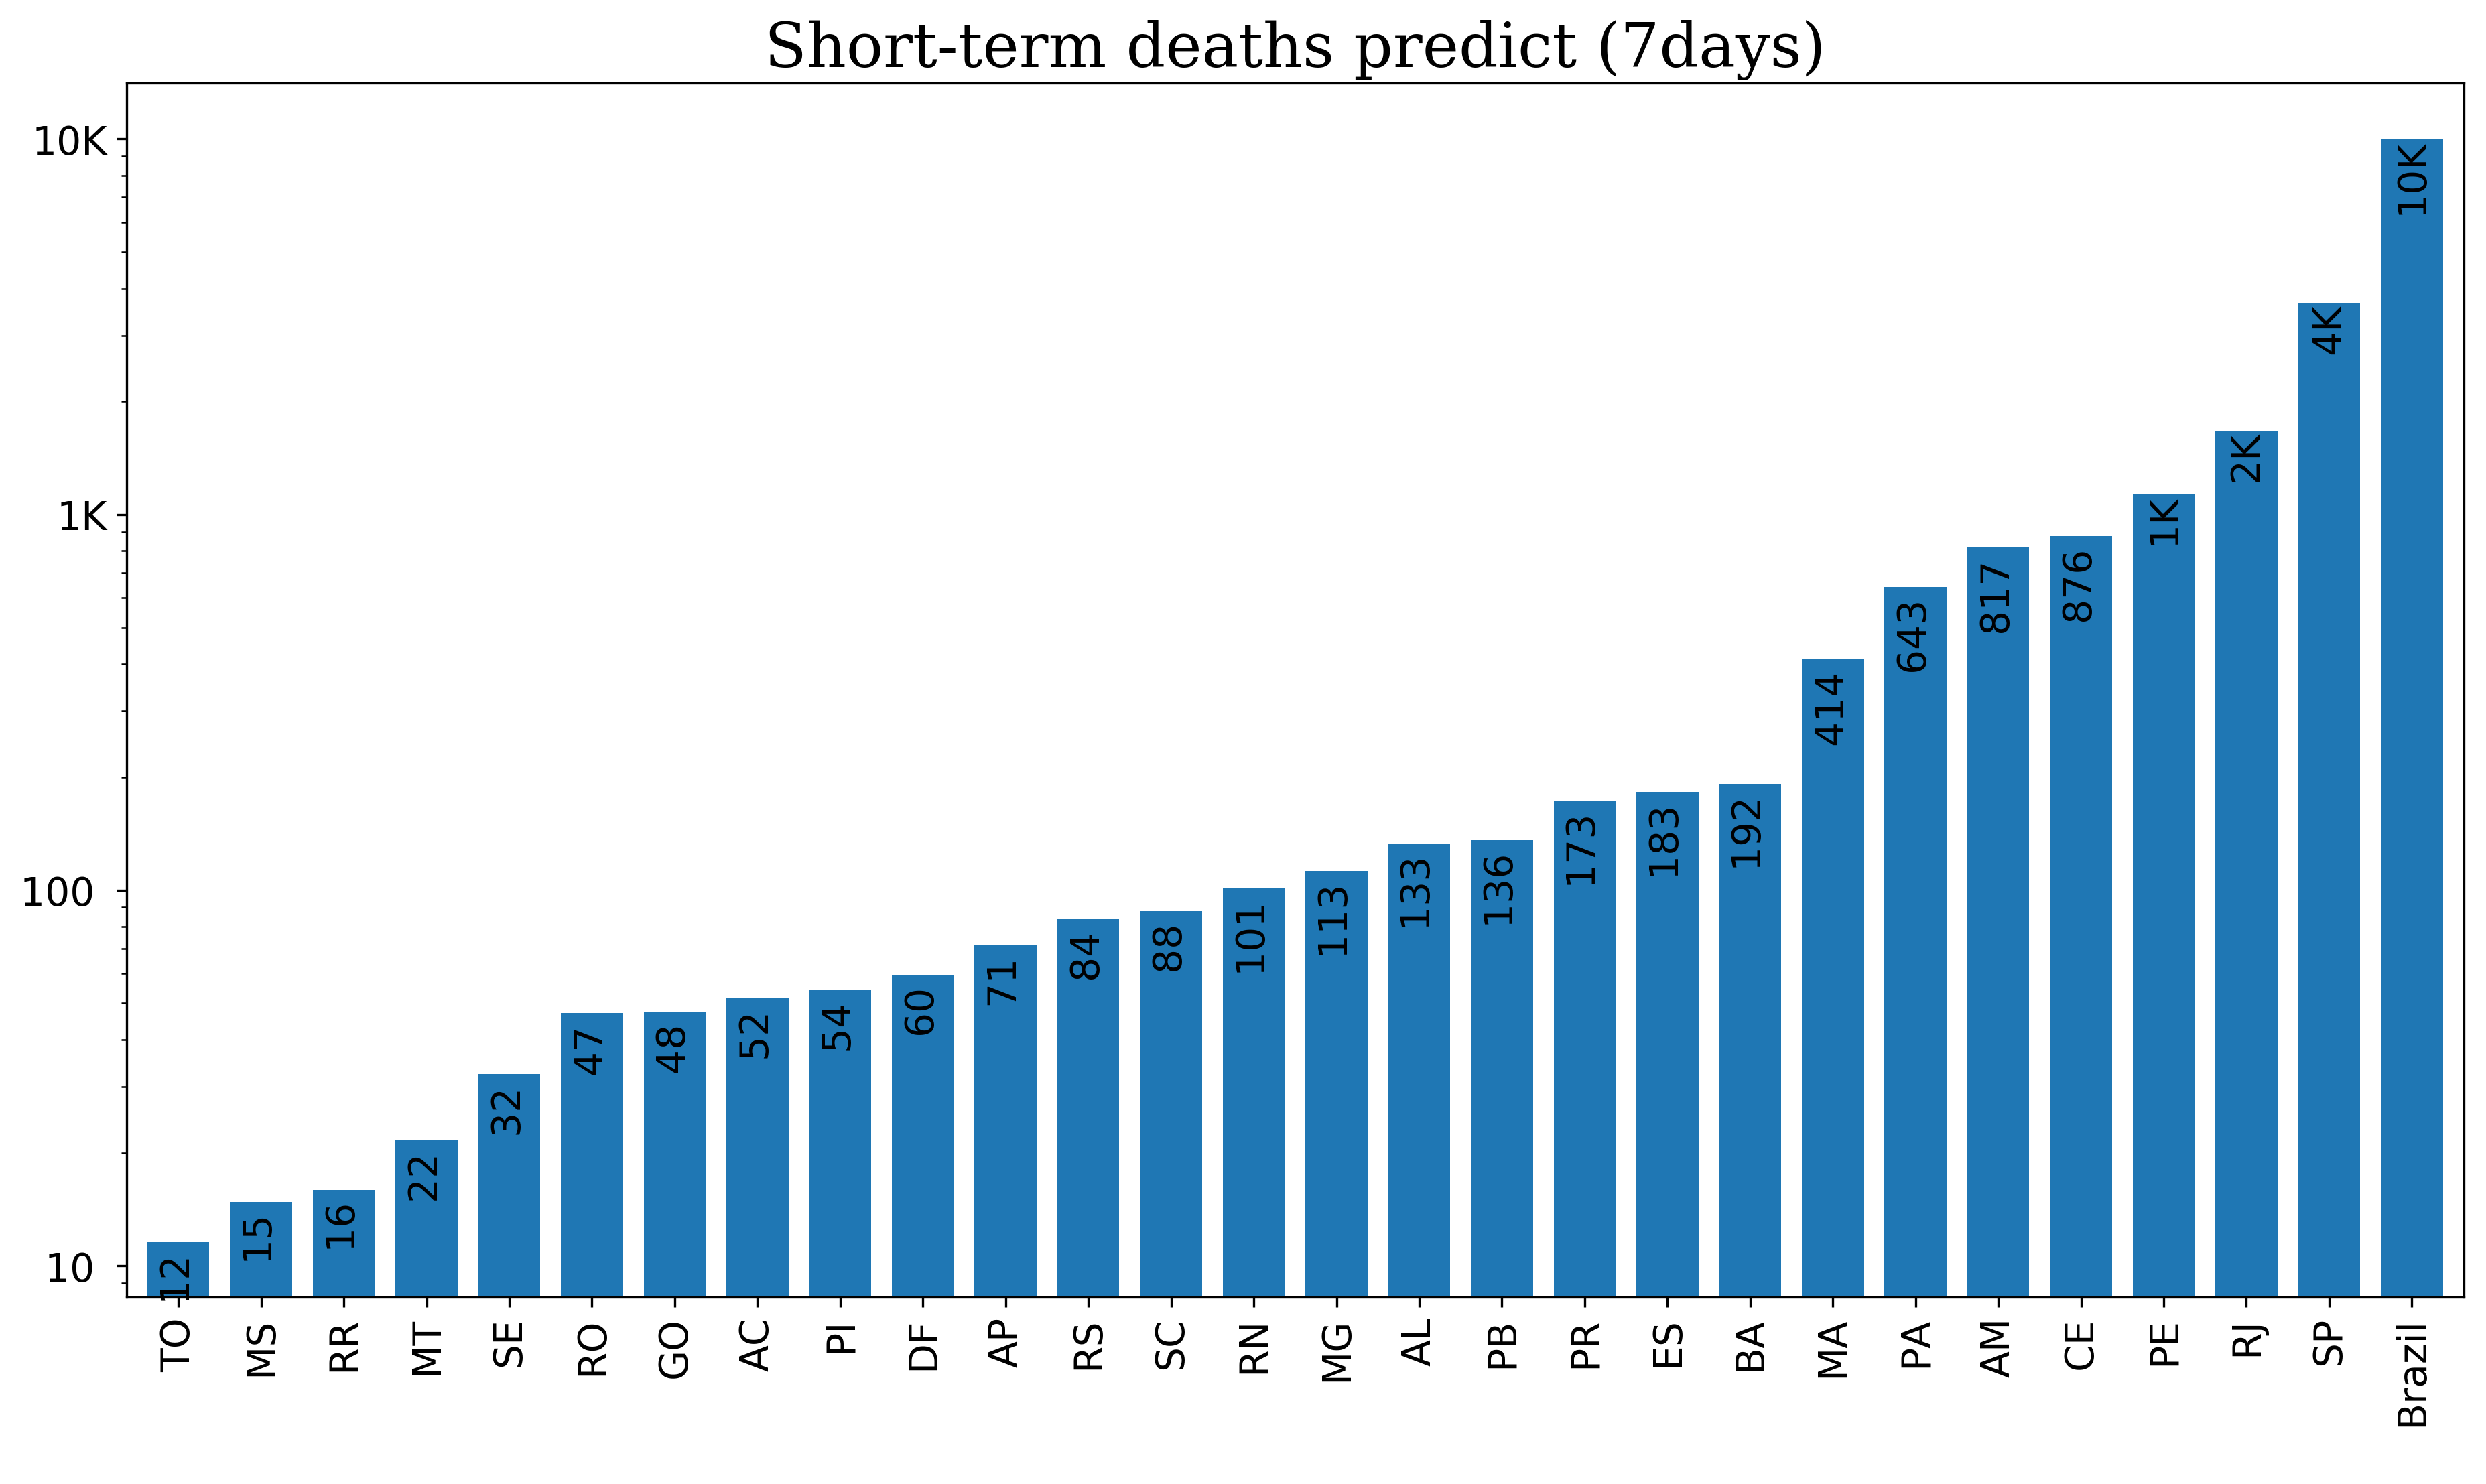 Short-term deaths predict (7days)
10K
1K
100
10
12
15
16
22
32
47
48
52
54
60
71
84
88
101
113
133
136
173
183
192
414
643
817
876
1K
2K
4K
10K
TO
MS
RR
MT
SE
RO
GO
AC
PI
DF
AP
RS
SC
RN
MG
AL
PB
PR
ES
BA
MA
PA
AM
CE
PE
RJ
SP
Brazil